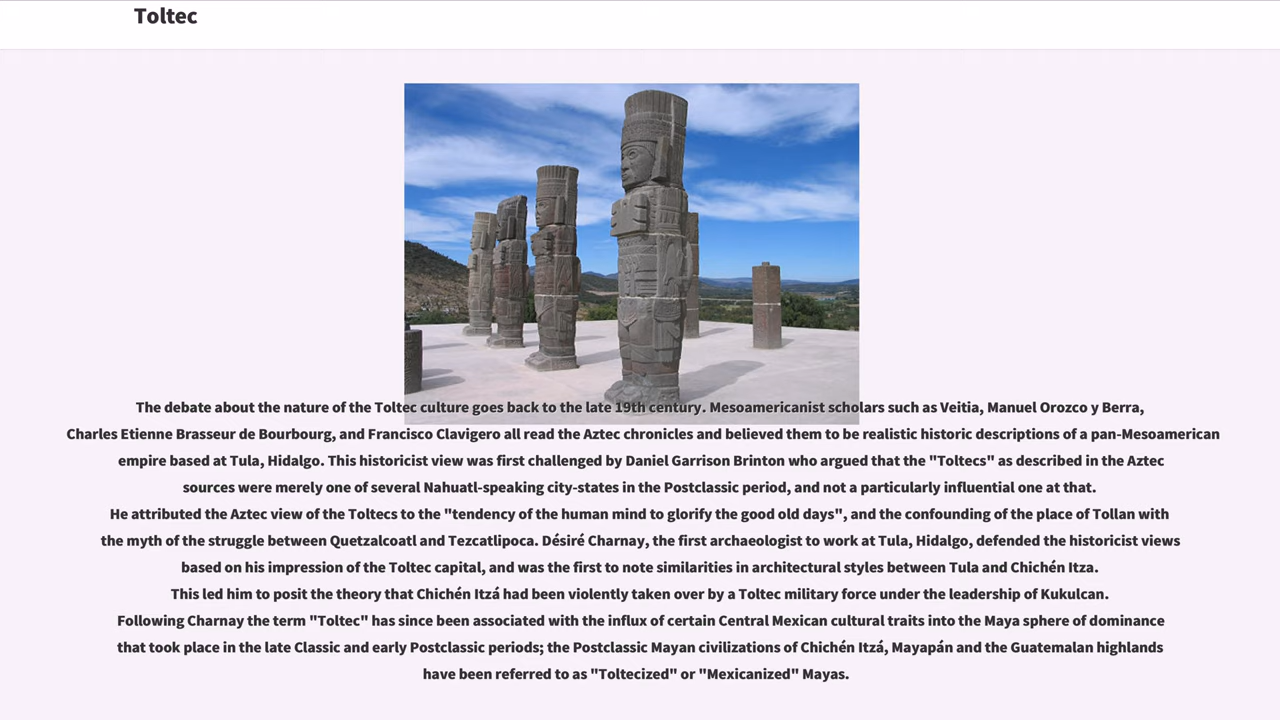 Toltec
The debate about the nature of the Toltec culture goes back to the late 19th century. Mesoamericanist scholars such as Veitia, Manuel Orozco y Berra,
Charles Etienne Brasseur de Bourbourg, and Francisco Clavigero all read the Aztec chronicles and believed them to be realistic historic descriptions of a pan-Mesoamerican
empire based at Tula, Hidalgo. This historicist view was first challenged by Daniel Garrison Brinton who argued that the "Toltecs" as described in the Aztec
sources were merely one of several Nahuatl-speaking city-states in the Postclassic period, and not a particularly influential one at that.
He attributed the Aztec view of the Toltecs to the "tendency of the human mind to glorify the good old days", and the confounding of the place of Tollan with
the myth of the struggle between Quetzalcoatl and Tezcatlipoca. Désiré Charnay, the first archaeologist to work at Tula, Hidalgo, defended the historicist views
based on his impression of the Toltec capital, and was the first to note similarities in architectural styles between Tula and Chichén Itza.
This led him to posit the theory that Chichén Itzá had been violently taken over by a Toltec military force under the leadership of Kukulcan.
Following Charnay the term "Toltec" has since been associated with the influx of certain Central Mexican cultural traits into the Maya sphere of dominance
that took place in the late Classic and early Postclassic periods; the Postclassic Mayan civilizations of Chichén Itzá, Mayapán and the Guatemalan highlands
have been referred to as "Toltecized" or "Mexicanized" Mayas.